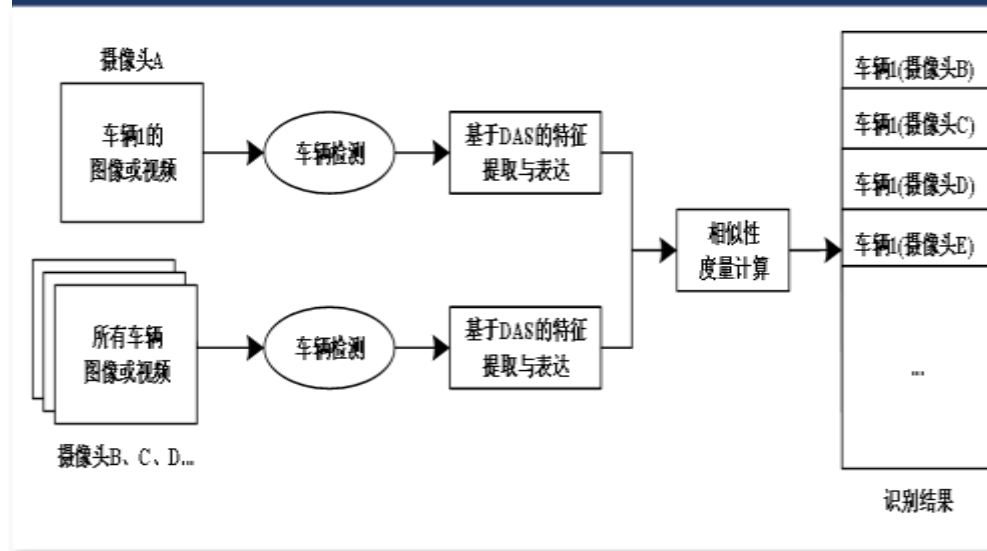 摄像头A
车辆1的
图像或视频
车辆检测
基于DAS的特征
提取与表达
所有车辆
图像或视频
摄像头B、C、D...
车辆检测
基于DAS的特征
提取与表达
相似性
度量计算
车辆1(摄像头B)
车辆1(摄像头C)
车辆1(摄像头D)
车辆1(摄像头E)
...
识别结果